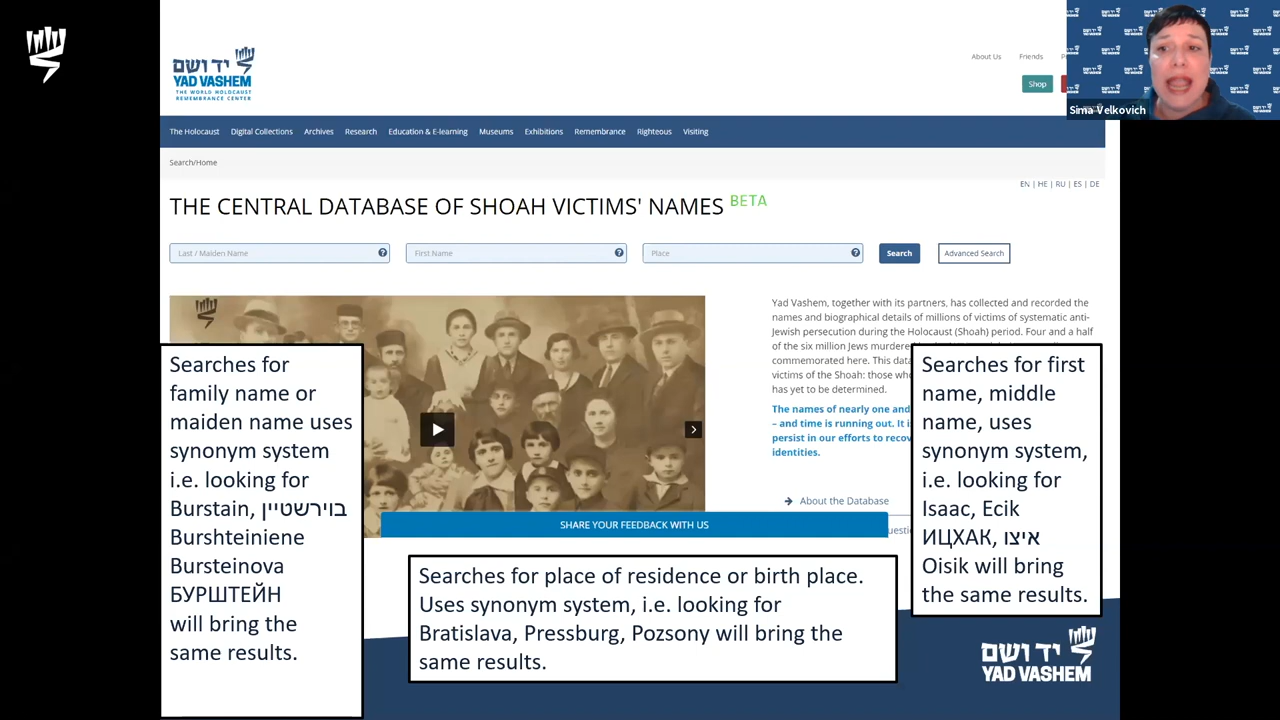 יד ושם
YAD VASHEM
THE WORLD HOLOCAUST
REMEMBRANCE CENTER
About Us Friends
Shop
Sima Velkovich
The Holocaust Digital Collections Archives Research Education & E-learning Museums Exhibitions Remembrance Righteous Visiting
Search/Home
EN | HE | RU | ES | DE
THE CENTRAL DATABASE OF SHOAH VICTIMS' NAMES BETA
Last / Maiden Name ? First Name ? Place ? Search Advanced Search
Yad Vashem, together with its partners, has collected and recorded the
names and biographical details of millions of victims of systematic anti-
Jewish persecution during the Holocaust (Shoah) period. Four and a half
of the six million Jews murdered
commemorated here. This
victims of the Shoah: those
has yet to be determined.
The names of nearly one and
– and time is running out. It
persist in our efforts to
identities.
About the Database
SHARE YOUR FEEDBACK WITH US
Searches for
family name or
maiden name uses
synonym system
i.e. looking for
Burstain, בוירשטיין
Burshteiniene
Bursteinova
БУРШТЕЙН
will bring the
same results.
Searches for place of residence or birth place.
Uses synonym system, i.e. looking for
Bratislava, Pressburg, Pozsony will bring the
same results.
Searches for first
name, middle
name, uses
synonym system,
i.e. looking for
Isaac, Ecik
ИЦХАК, איצו
Oisik will bring
the same results.
יד ושם
YAD VASHEM